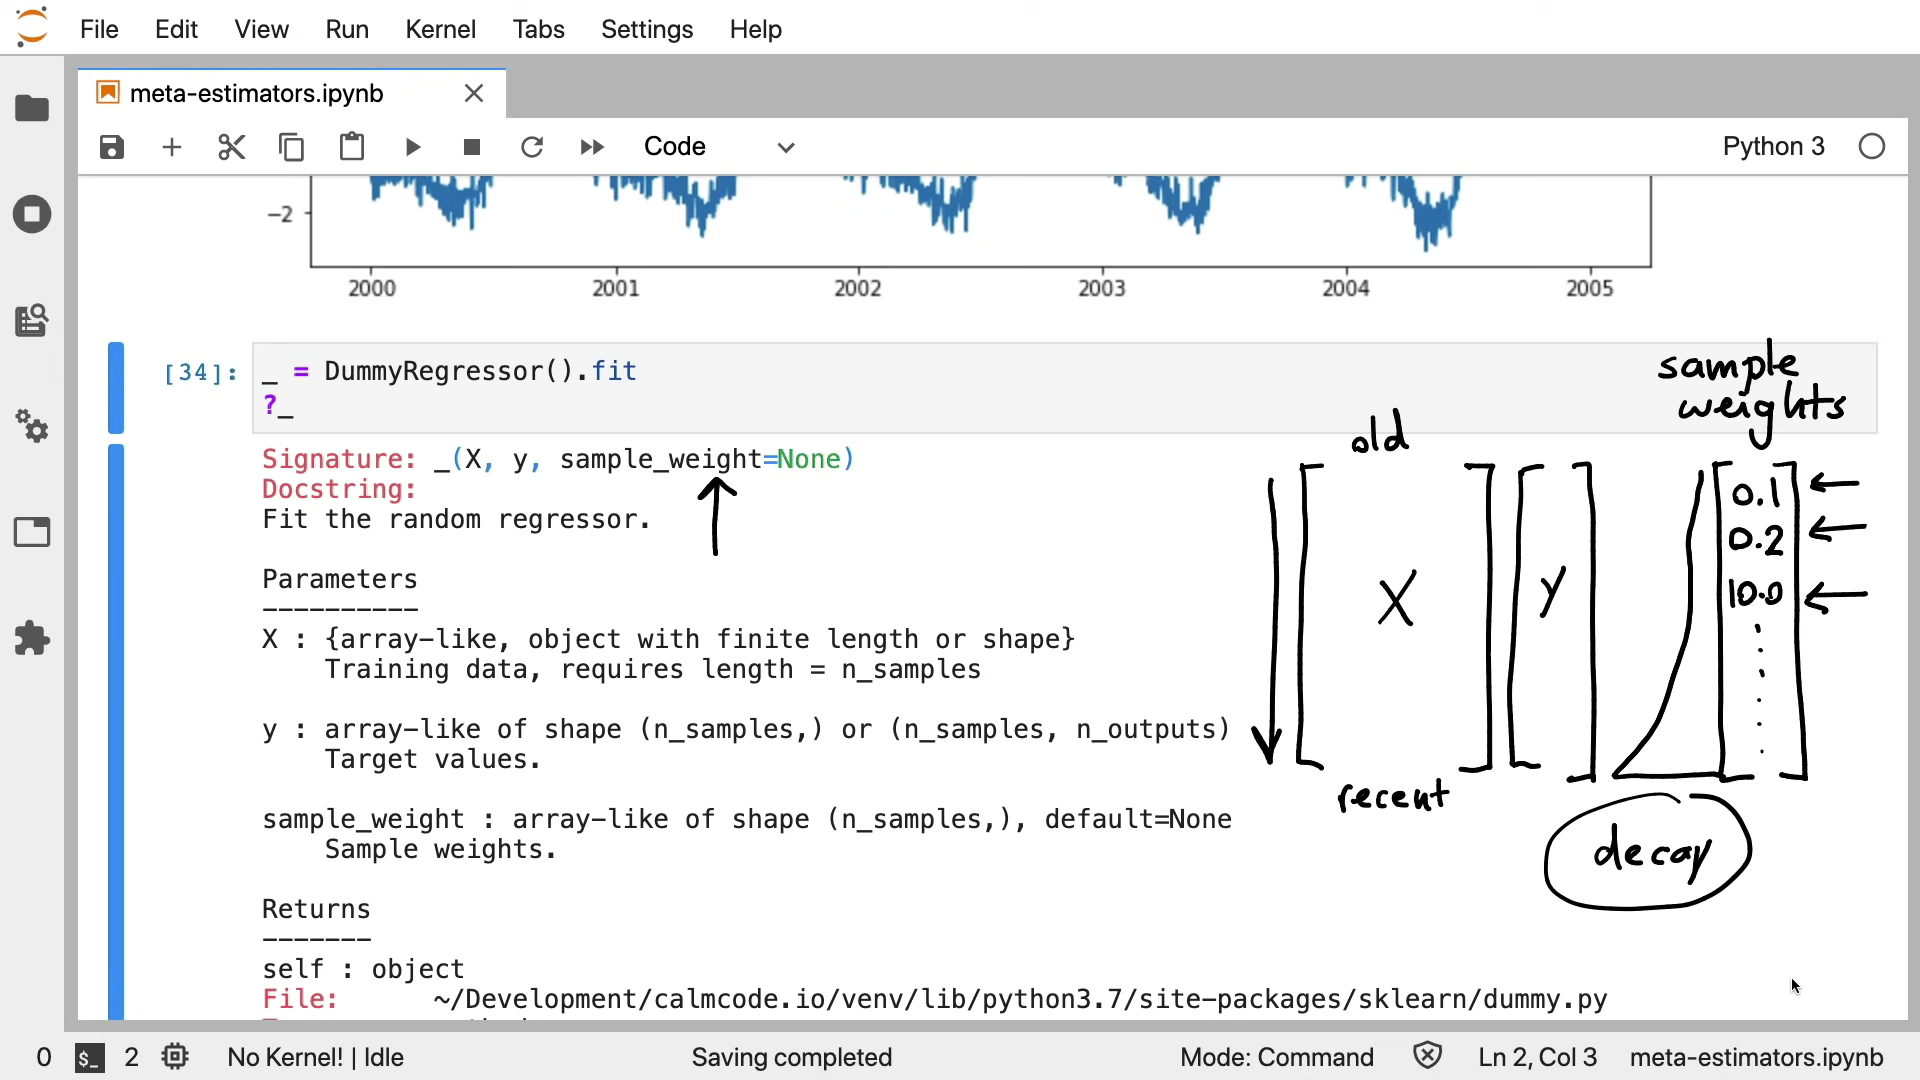 File Edit View Run Kernel Tabs Settings Help
meta-estimators.ipynb
Code
Python 3
−2
2000 2001 2002 2003 2004 2005
[34]: _ = DummyRegressor().fit
?_
sample
weights
old
Signature: _(X, y, sample_weight=None)
Docstring:
Fit the random regressor.
Parameters
----------
X : {array-like, object with finite length or shape}
Training data, requires length = n_samples
y : array-like of shape (n_samples,) or (n_samples, n_outputs)
Target values.
sample_weight : array-like of shape (n_samples,), default=None
Sample weights.
Returns
-------
self : object
File: ~/Development/calmcode.io/venv/lib/python3.7/site-packages/sklearn/dummy.py
X
y
0.1
0.2
10.0
recent
decay
0 $_ 2 No Kernel! | Idle Saving completed Mode: Command Ln 2, Col 3 meta-estimators.ipynb